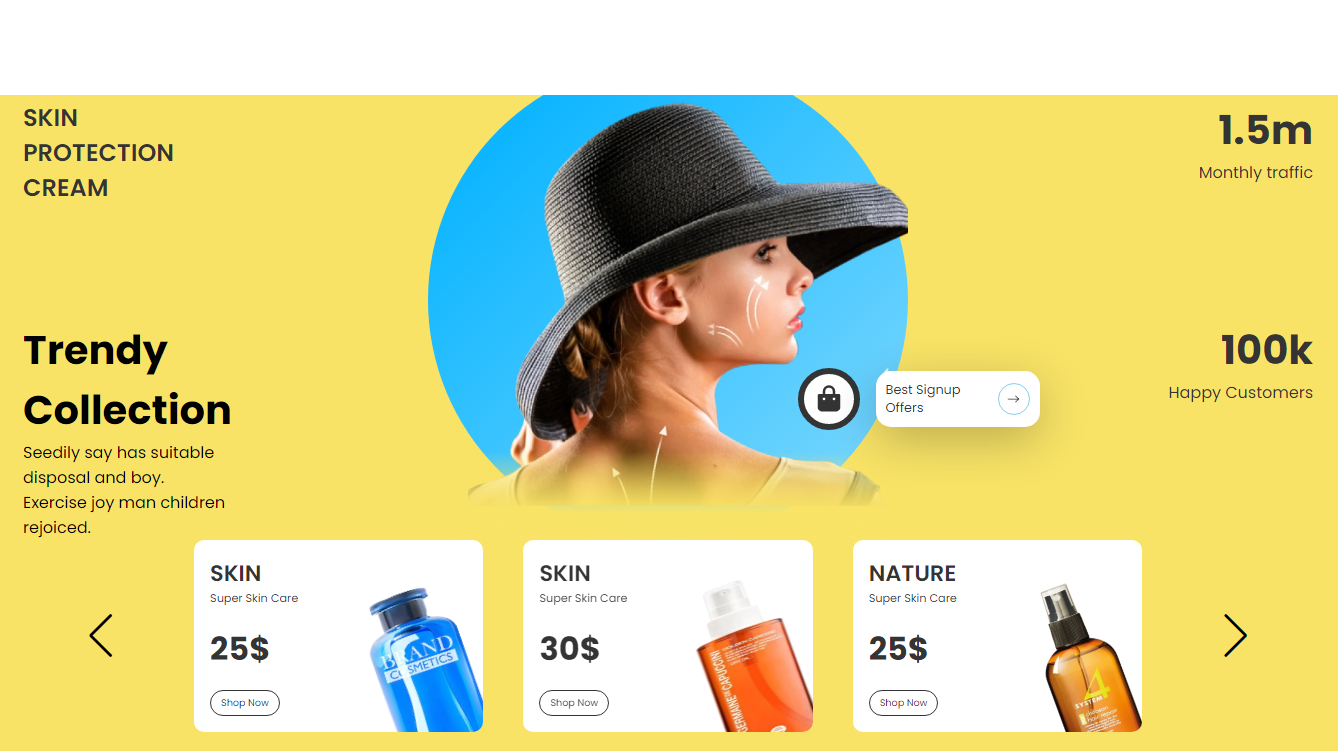 SKIN
PROTECTION
CREAM
1.5m
Monthly traffic
Trendy
Collection
Seedily say has suitable
disposal and boy.
Exercise joy man children
rejoiced.
100k
Happy Customers
Best Signup
Offers
SKIN
Super Skin Care
25$
Shop Now
BRAND
COSMETICS
SKIN
Super Skin Care
30$
Shop Now
GERMAINE DE CAPUCCINI
NATURE
Super Skin Care
25$
Shop Now
SYSTEM 4